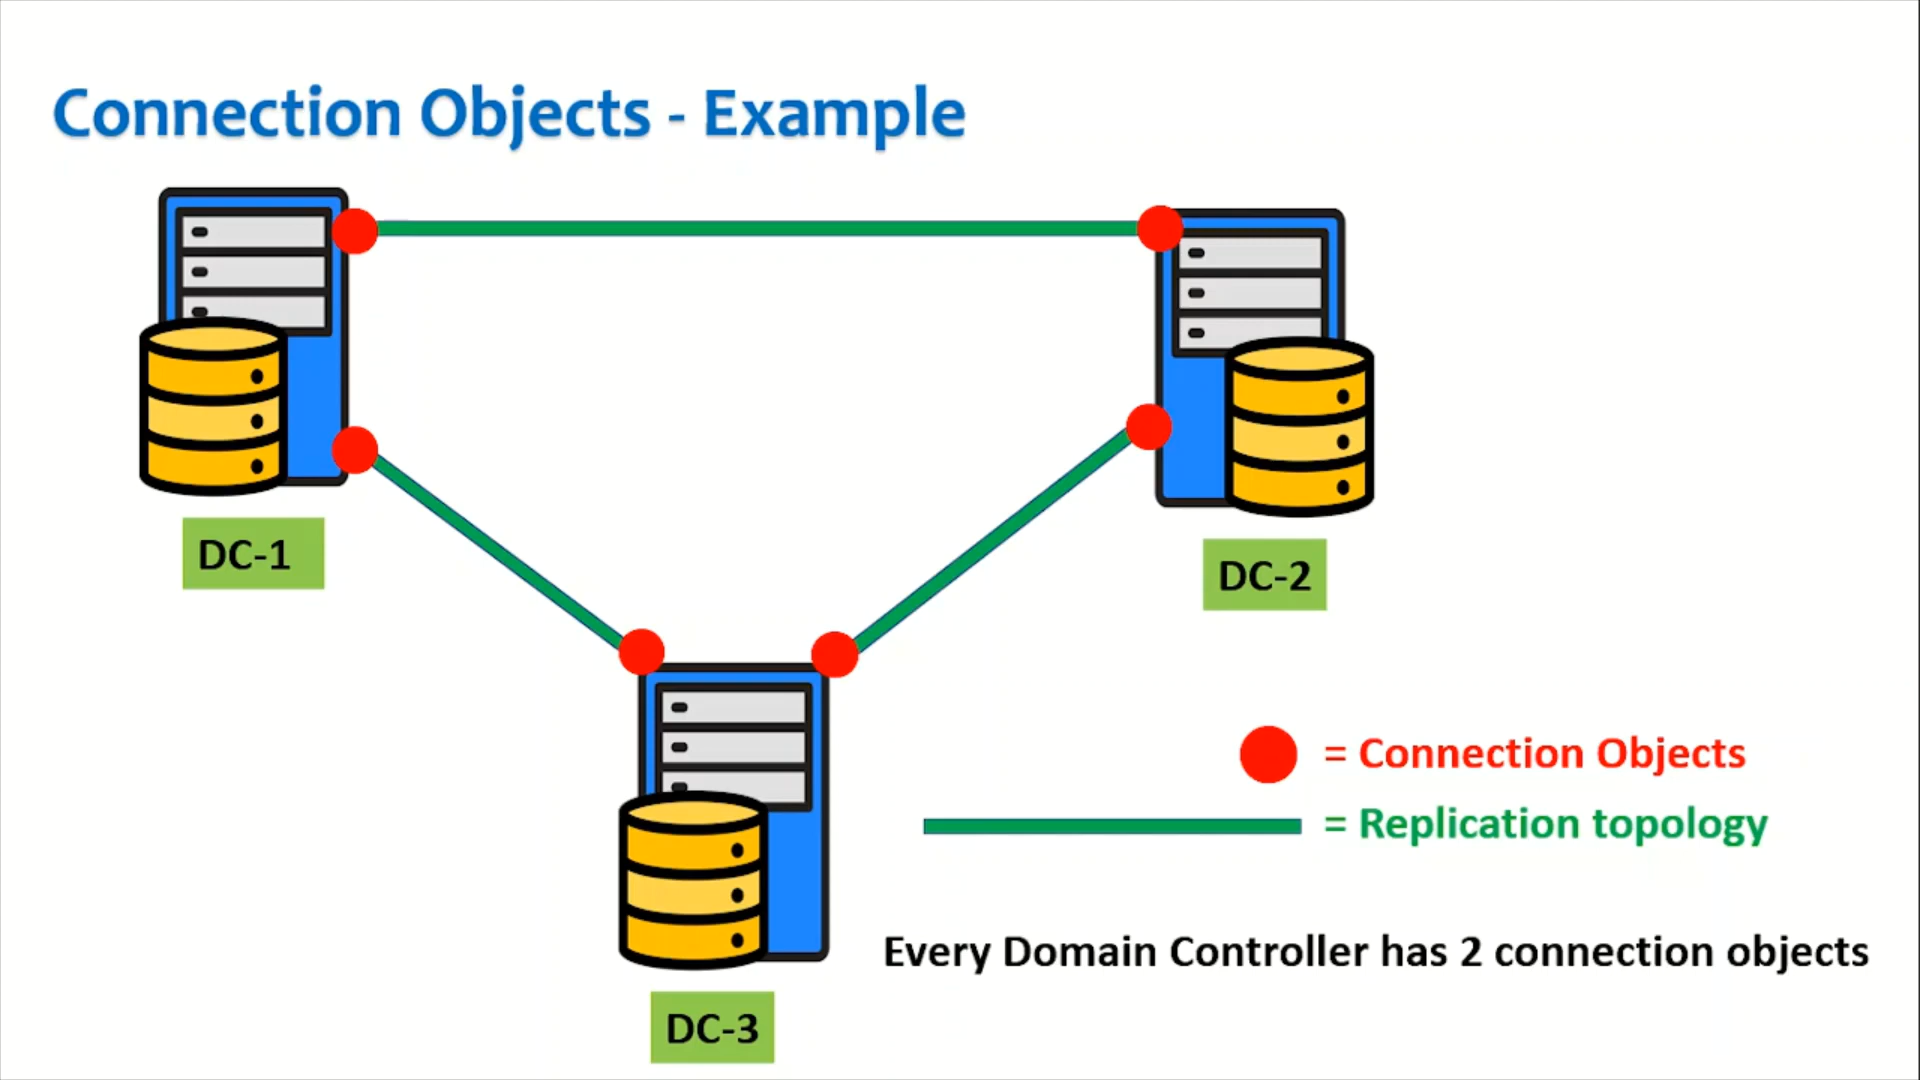 Connection Objects - Example
DC-1
DC-2
DC-3
= Connection Objects
= Replication topology
Every Domain Controller has 2 connection objects